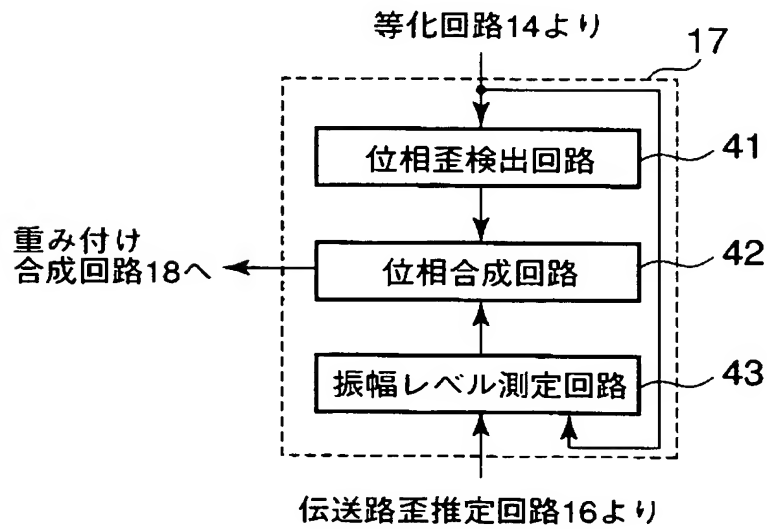 等化回路14より
17
位相歪検出回路
41
重み付け
合成回路18へ
位相合成回路
42
振幅レベル測定回路
43
伝送路歪推定回路16より